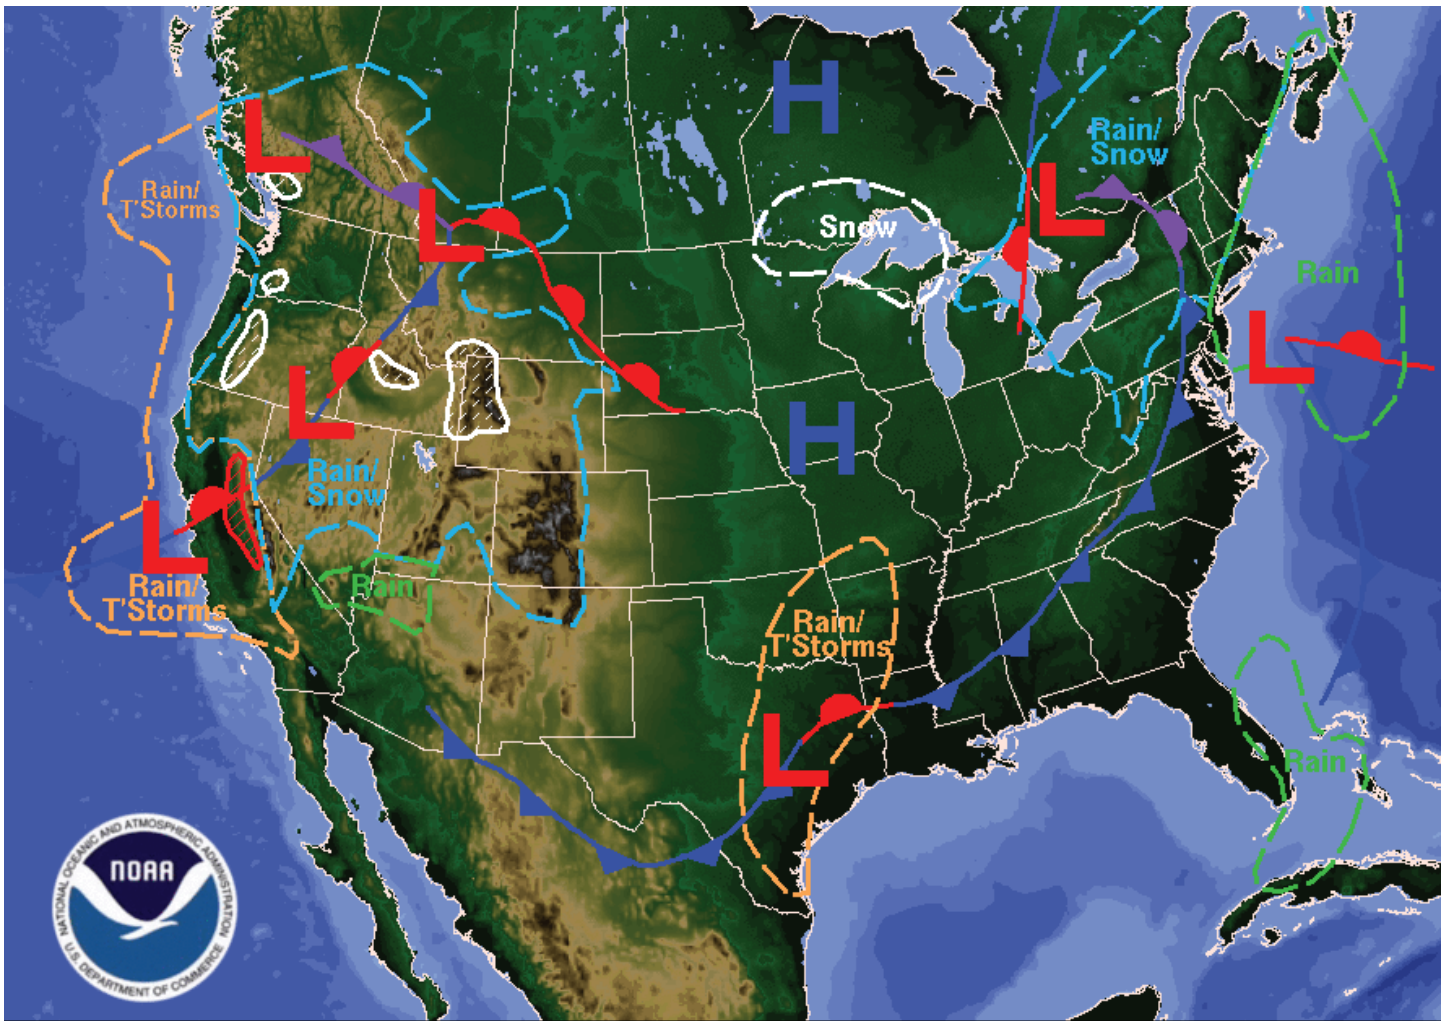 H
L
Rain/
Snow
L
Rain/
T'Storms
L
Snow
L
Rain
L
L
H
Rain/
Snow
L
Rain/
T'Storms
Rain
Rain/
T'Storms
L
Rain
NATIONAL OCEANIC AND ATMOSPHERIC ADMINISTRATION
NOAA
U.S. DEPARTMENT OF COMMERCE